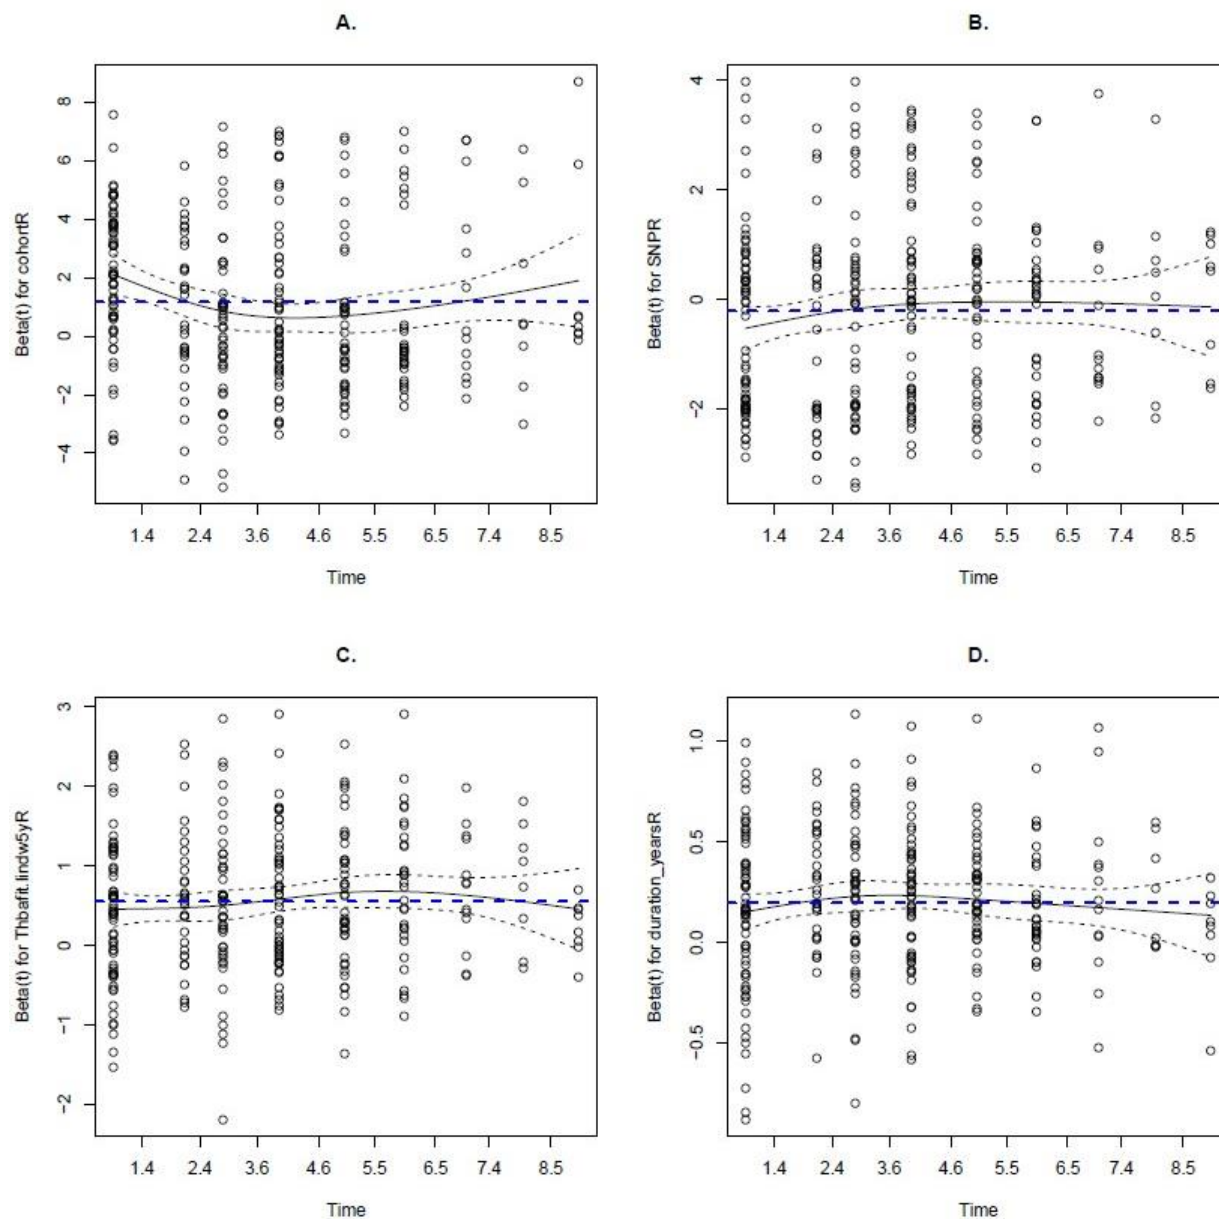 A.
Beta(t) for cohortR
8
6
4
2
0
−2
−4
1.4 2.4 3.6 4.6 5.5 6.5 7.4 8.5
Time
B.
Beta(t) for SNPR
4
2
0
−2
1.4 2.4 3.6 4.6 5.5 6.5 7.4 8.5
Time
C.
Beta(t) for Thbafit.lindw5yR
3
2
1
0
−1
−2
1.4 2.4 3.6 4.6 5.5 6.5 7.4 8.5
Time
D.
Beta(t) for duration_yearsR
1.0
0.5
0.0
−0.5
1.4 2.4 3.6 4.6 5.5 6.5 7.4 8.5
Time